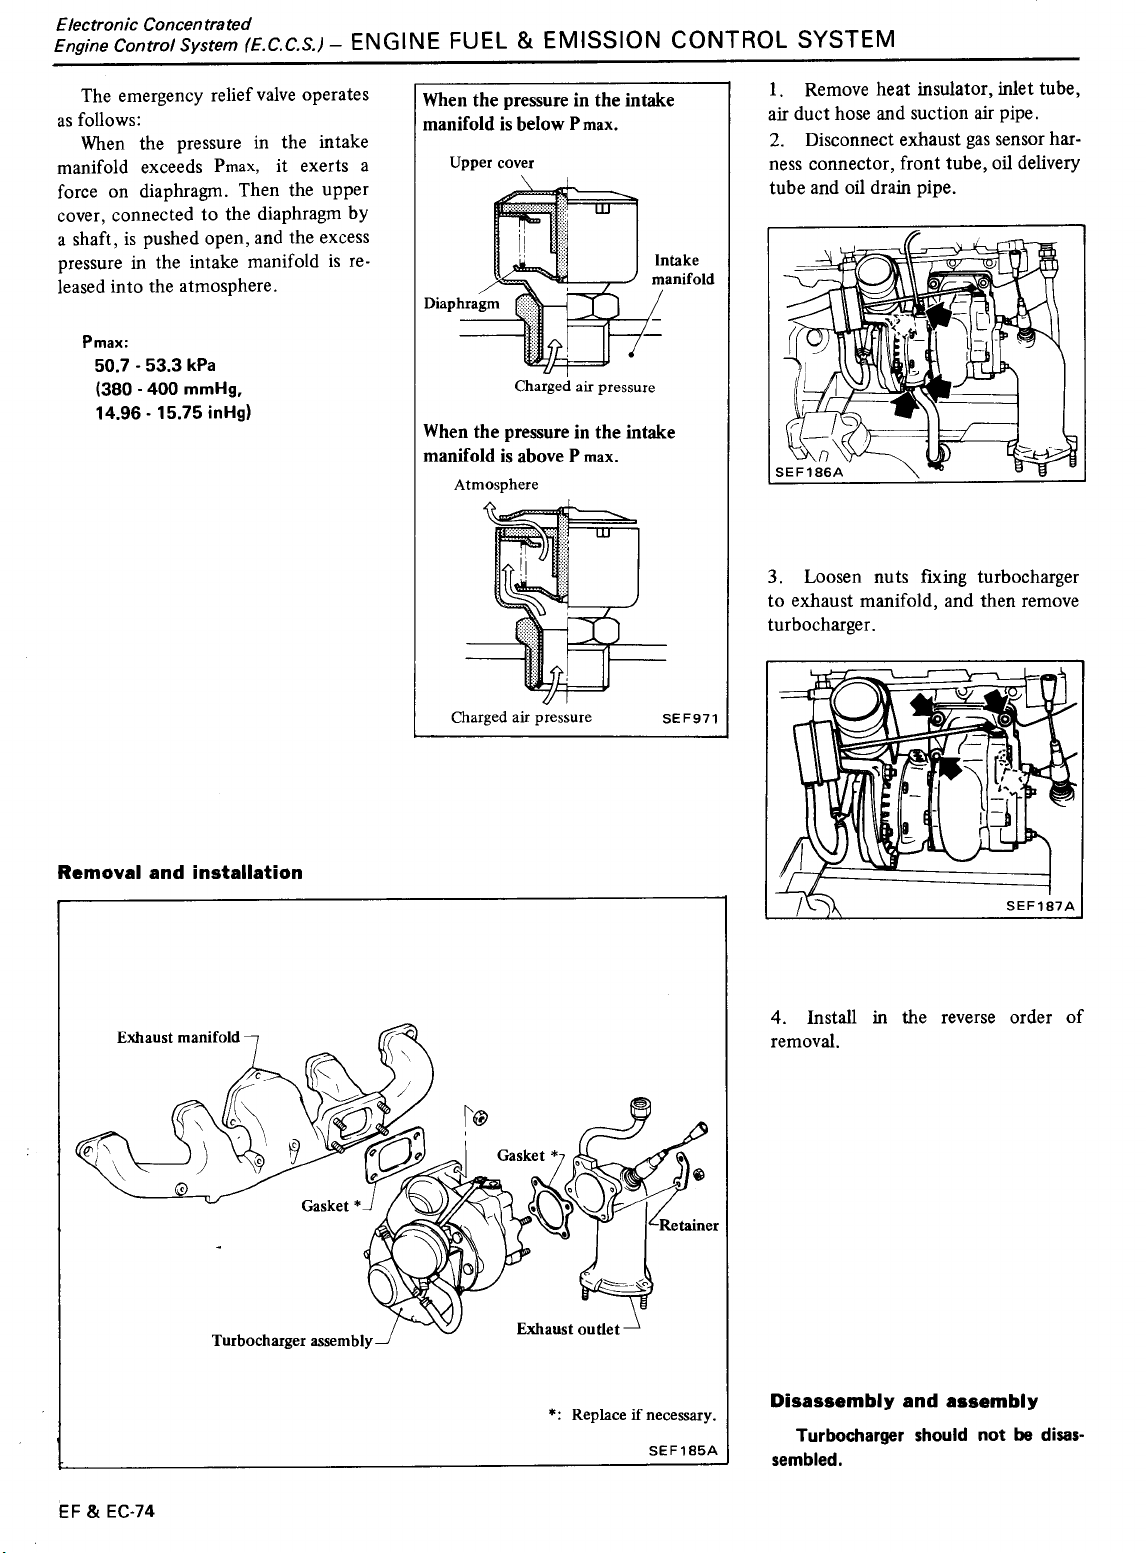 Electronic Concentrated
Engine Control System (E.C.C.S.) – ENGINE FUEL & EMISSION CONTROL SYSTEM
The emergency relief valve operates
as follows:
When the pressure in the intake
manifold exceeds Pmax, it exerts a
force on diaphragm. Then the upper
cover, connected to the diaphragm by
a shaft, is pushed open, and the excess
pressure in the intake manifold is re-
leased into the atmosphere.
Pmax:
50.7 - 53.3 kPa
(380 - 400 mmHg,
14.96 - 15.75 inHg)
When the pressure in the intake
manifold is below P max.
Upper cover
Intake
manifold
Diaphragm
Charged air pressure
When the pressure in the intake
manifold is above P max.
Atmosphere
Charged air pressure
SEF971
Removal and installation
Exhaust manifold
Gasket *
Gasket *
Retainer
Turbocharger assembly
Exhaust outlet
*: Replace if necessary.
SEF185A
1. Remove heat insulator, inlet tube,
air duct hose and suction air pipe.
2. Disconnect exhaust gas sensor har-
ness connector, front tube, oil delivery
tube and oil drain pipe.
SEF186A
3. Loosen nuts fixing turbocharger
to exhaust manifold, and then remove
turbocharger.
SEF187A
4. Install in the reverse order of
removal.
Disassembly and assembly
Turbocharger should not be disas-
sembled.
EF & EC-74